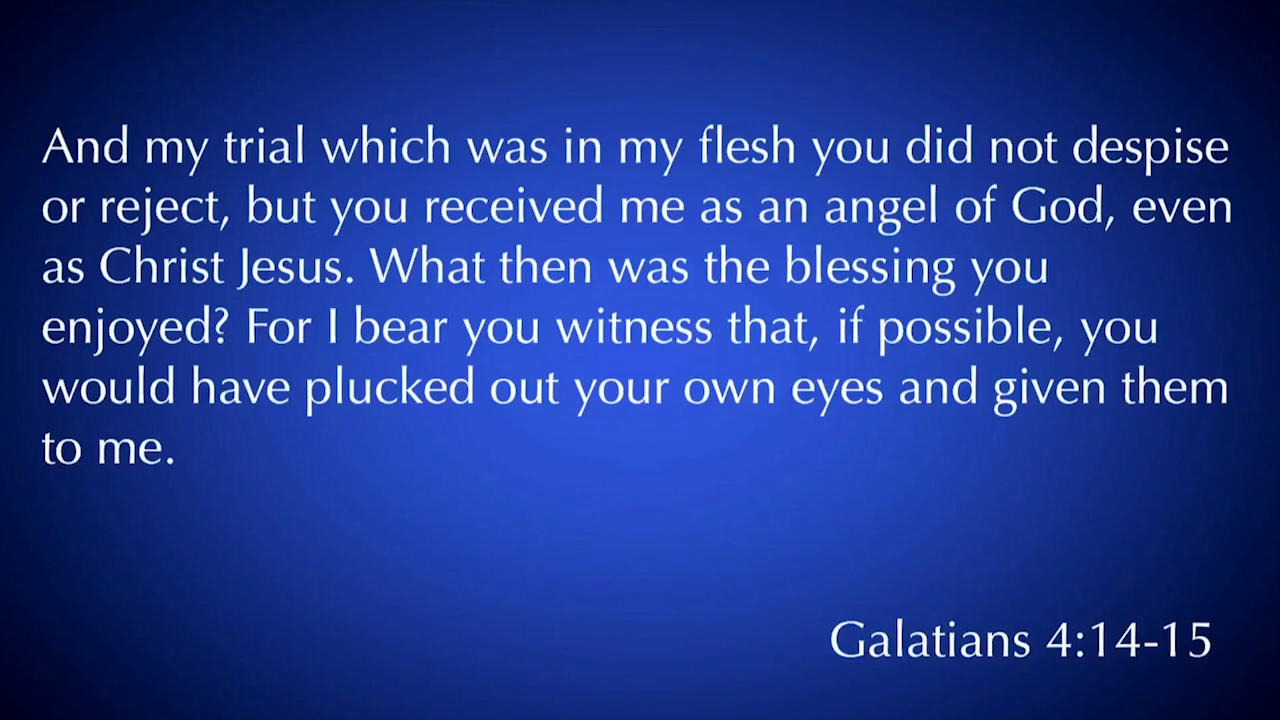 And my trial which was in my flesh you did not despise
or reject, but you received me as an angel of God, even
as Christ Jesus. What then was the blessing you
enjoyed? For I bear you witness that, if possible, you
would have plucked out your own eyes and given them
to me.
Galatians 4:14-15